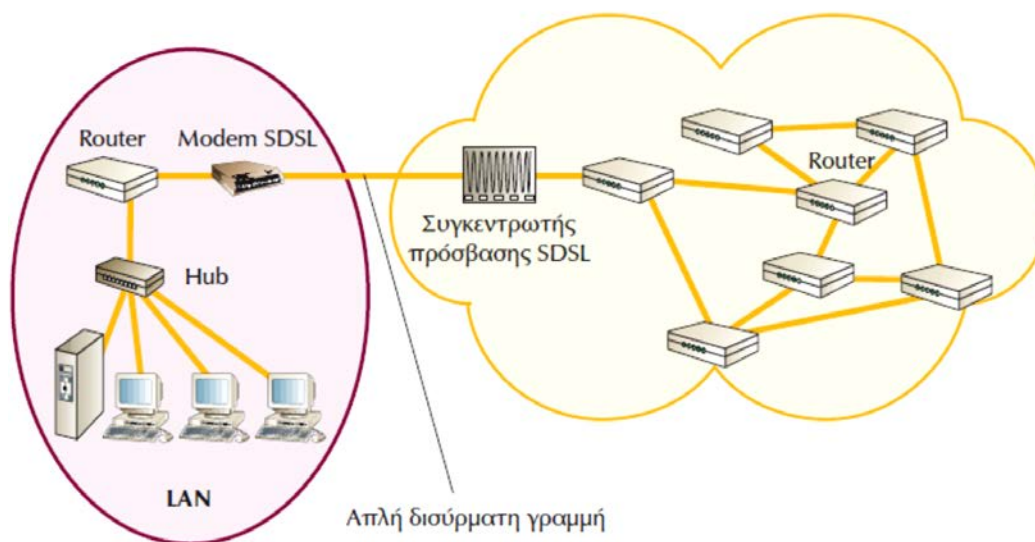 Router
Modem SDSL
Hub
LAN
Συγκεντρωτής
πρόσβασης SDSL
Router
Απλή δισύρματη γραμμή